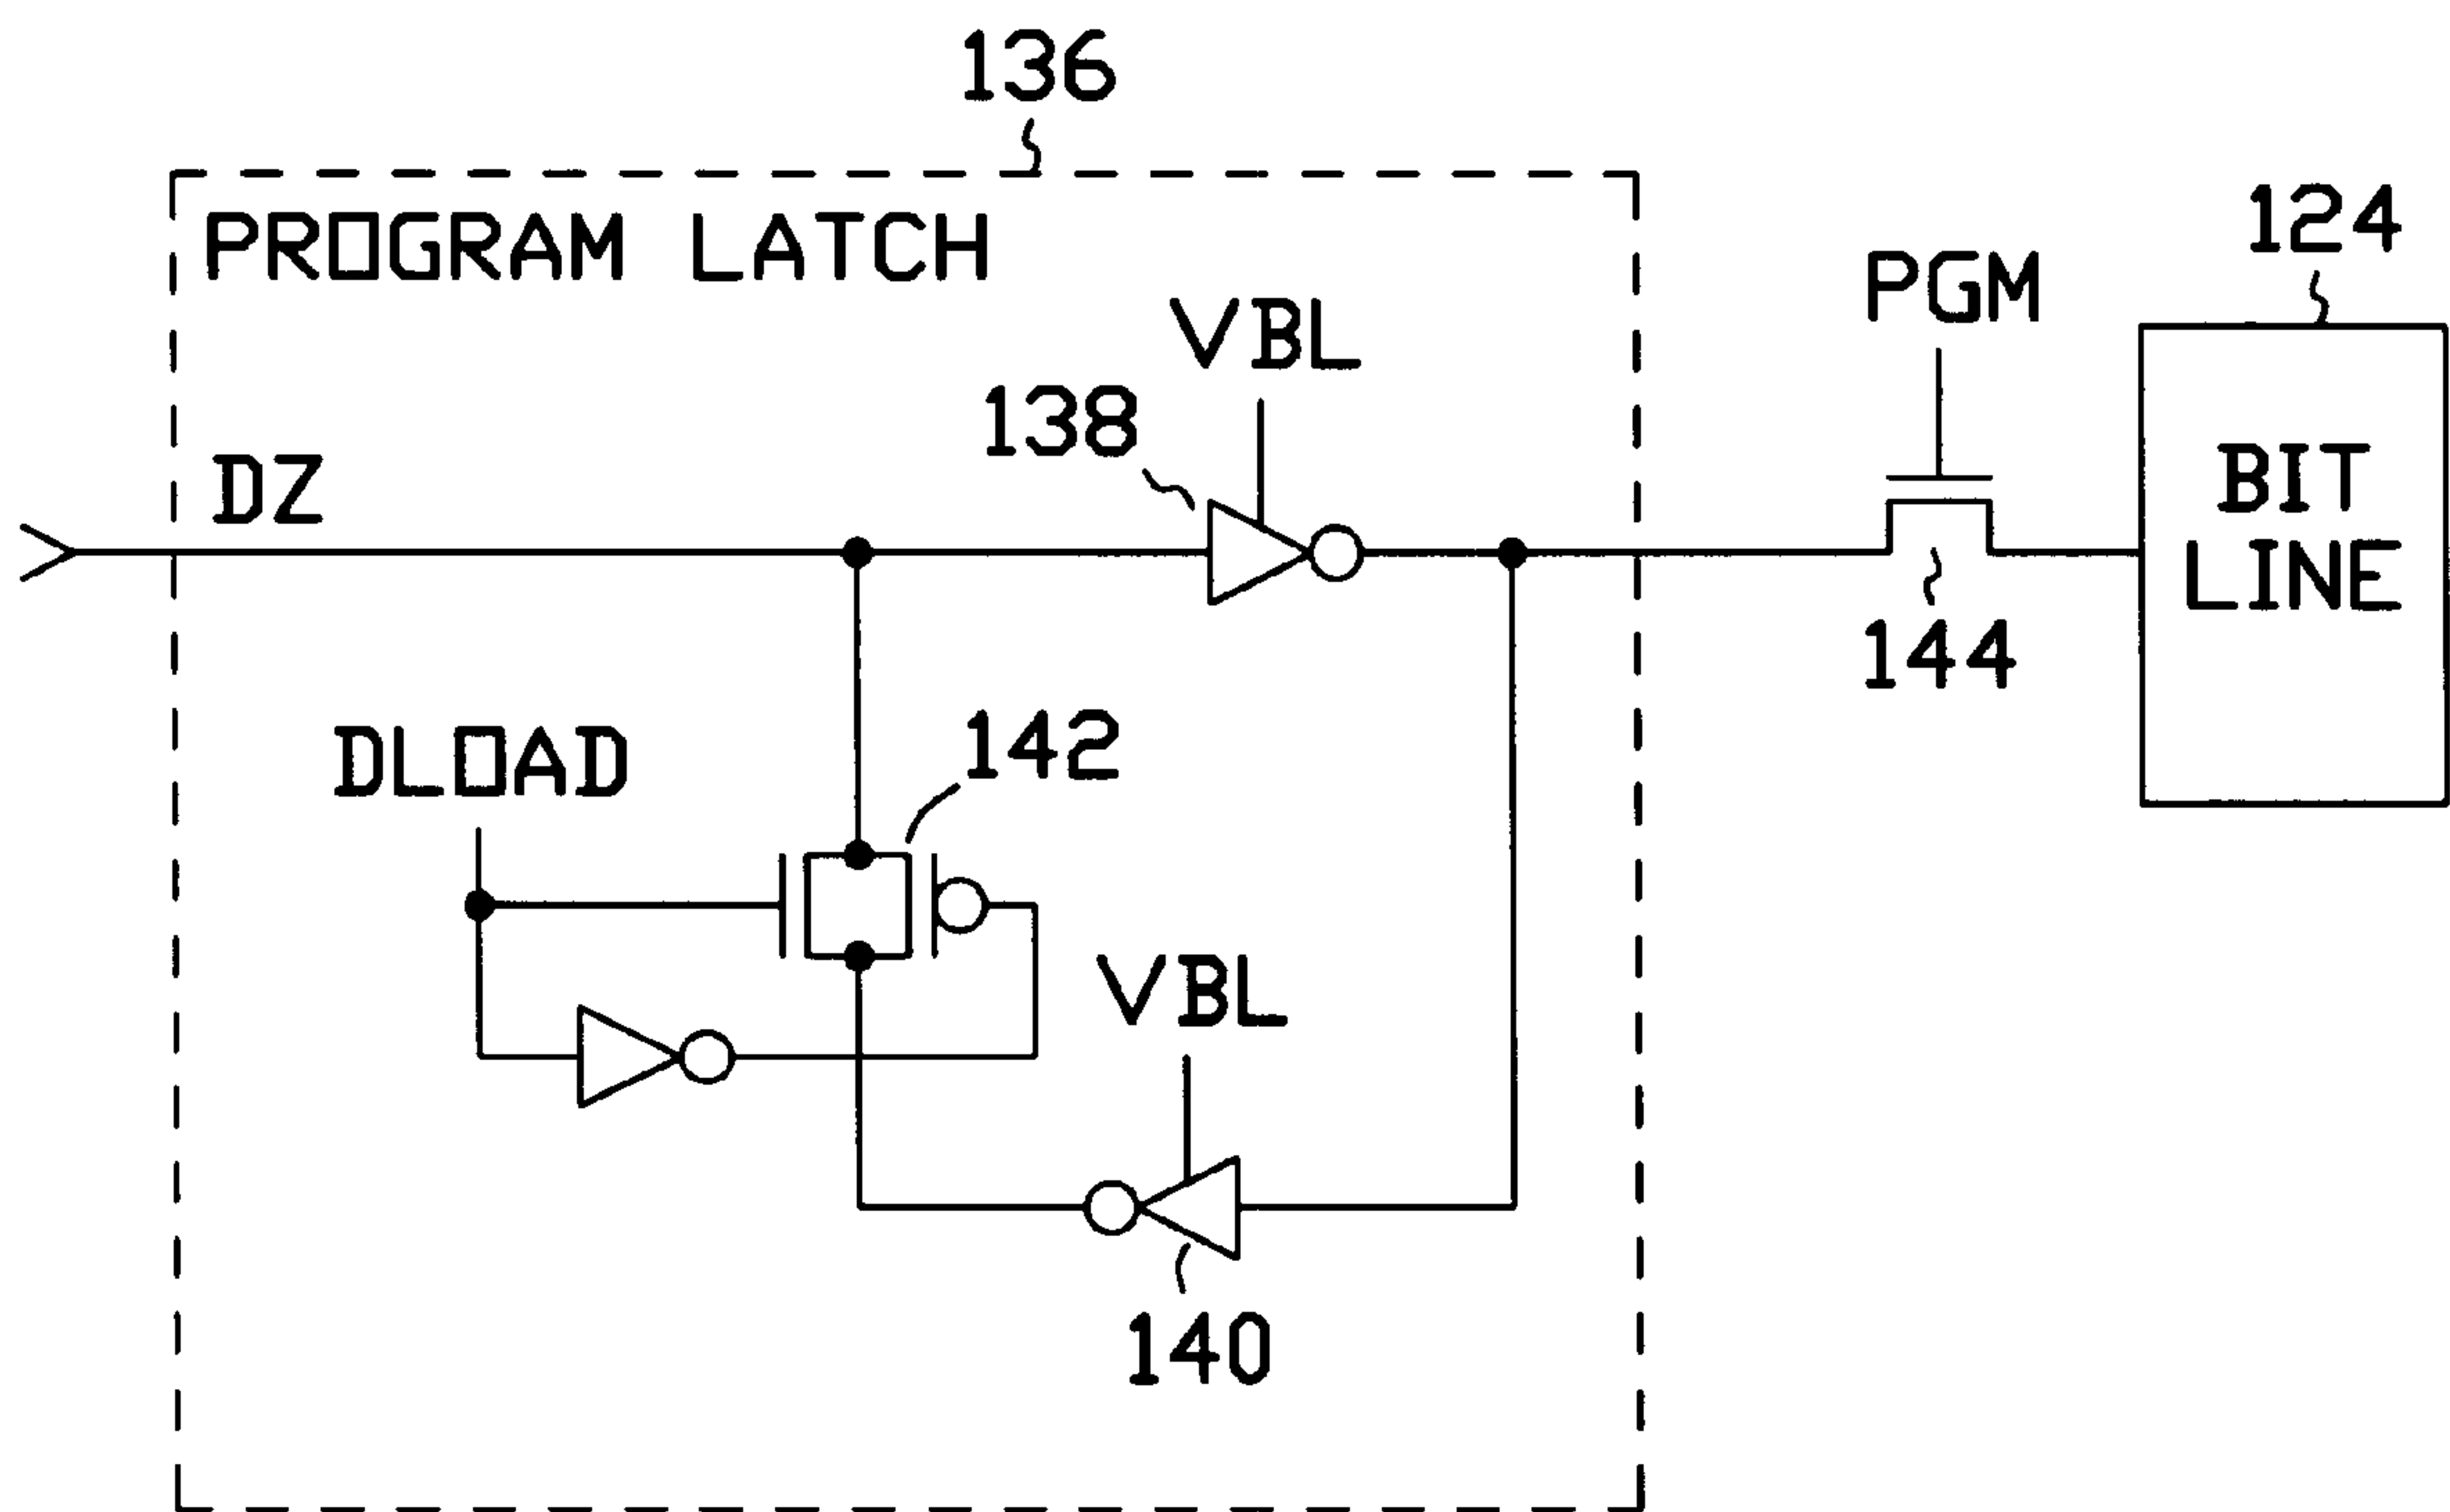 136
PROGRAM LATCH
124
PGM
VBL
138
DZ
BIT
LINE
144
DLOAD
142
VBL
140